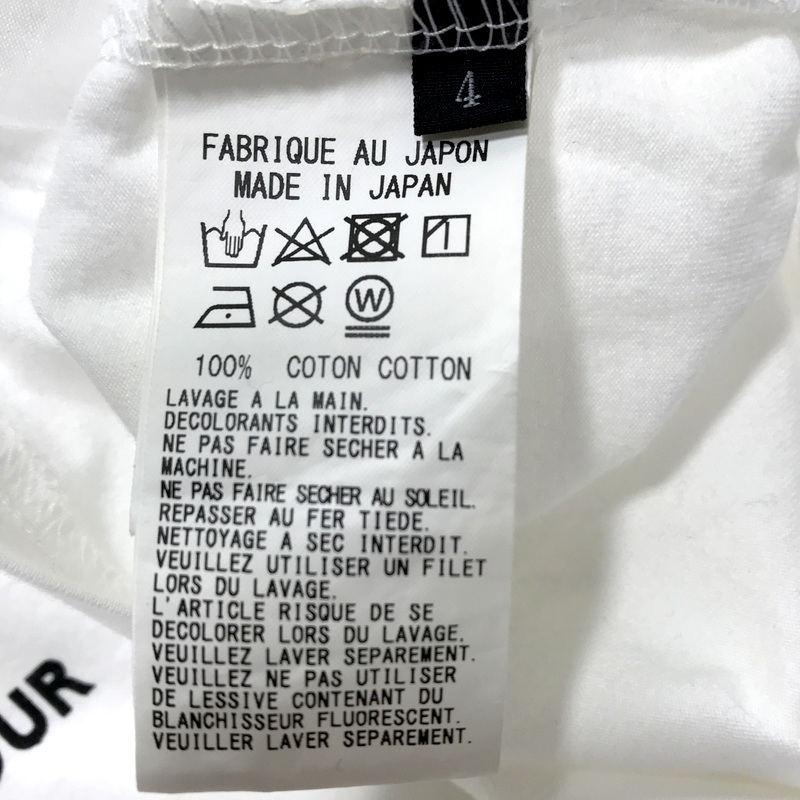 4
FABRIQUE AU JAPON
MADE IN JAPAN
W
100% COTON COTTON
LAVAGE A LA MAIN.
DECOLORANTS INTERDITS.
NE PAS FAIRE SECHER A LA
MACHINE.
NE PAS FAIRE SECHER AU SOLEIL.
REPASSER AU FER TIEDE.
NETTOYAGE A SEC INTERDIT.
VEUILLEZ UTILISER UN FILET
LORS DU LAVAGE.
L'ARTICLE RISQUE DE SE
DECOLORER LORS DU LAVAGE.
VEUILLEZ LAVER SEPAREMENT.
VEUILLEZ NE PAS UTILISER
DE LESSIVE CONTENANT DU
BLANCHISSEUR FLUORESCENT.
VEUILLER LAVER SEPAREMENT.
OUR